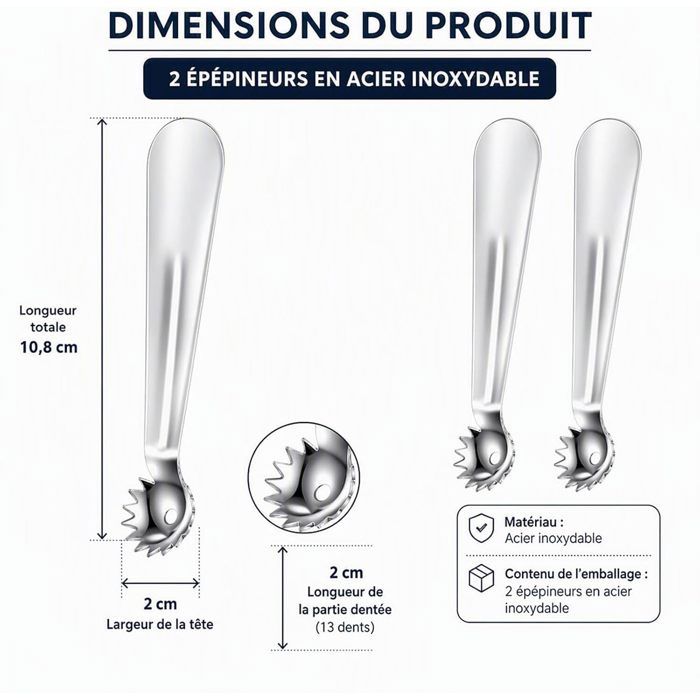 DIMENSIONS DU PRODUIT
2 ÉPÉPINEURS EN ACIER INOXYDABLE
Longueur
totale
10,8 cm
2 cm
Largeur de la tête
2 cm
Longueur de
la partie dentée
(13 dents)
Matériau :
Acier inoxydable
Contenu de l'emballage :
2 épépineurs en acier
inoxydable